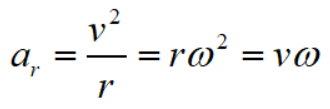 a_r = v²/r = rω² = vω